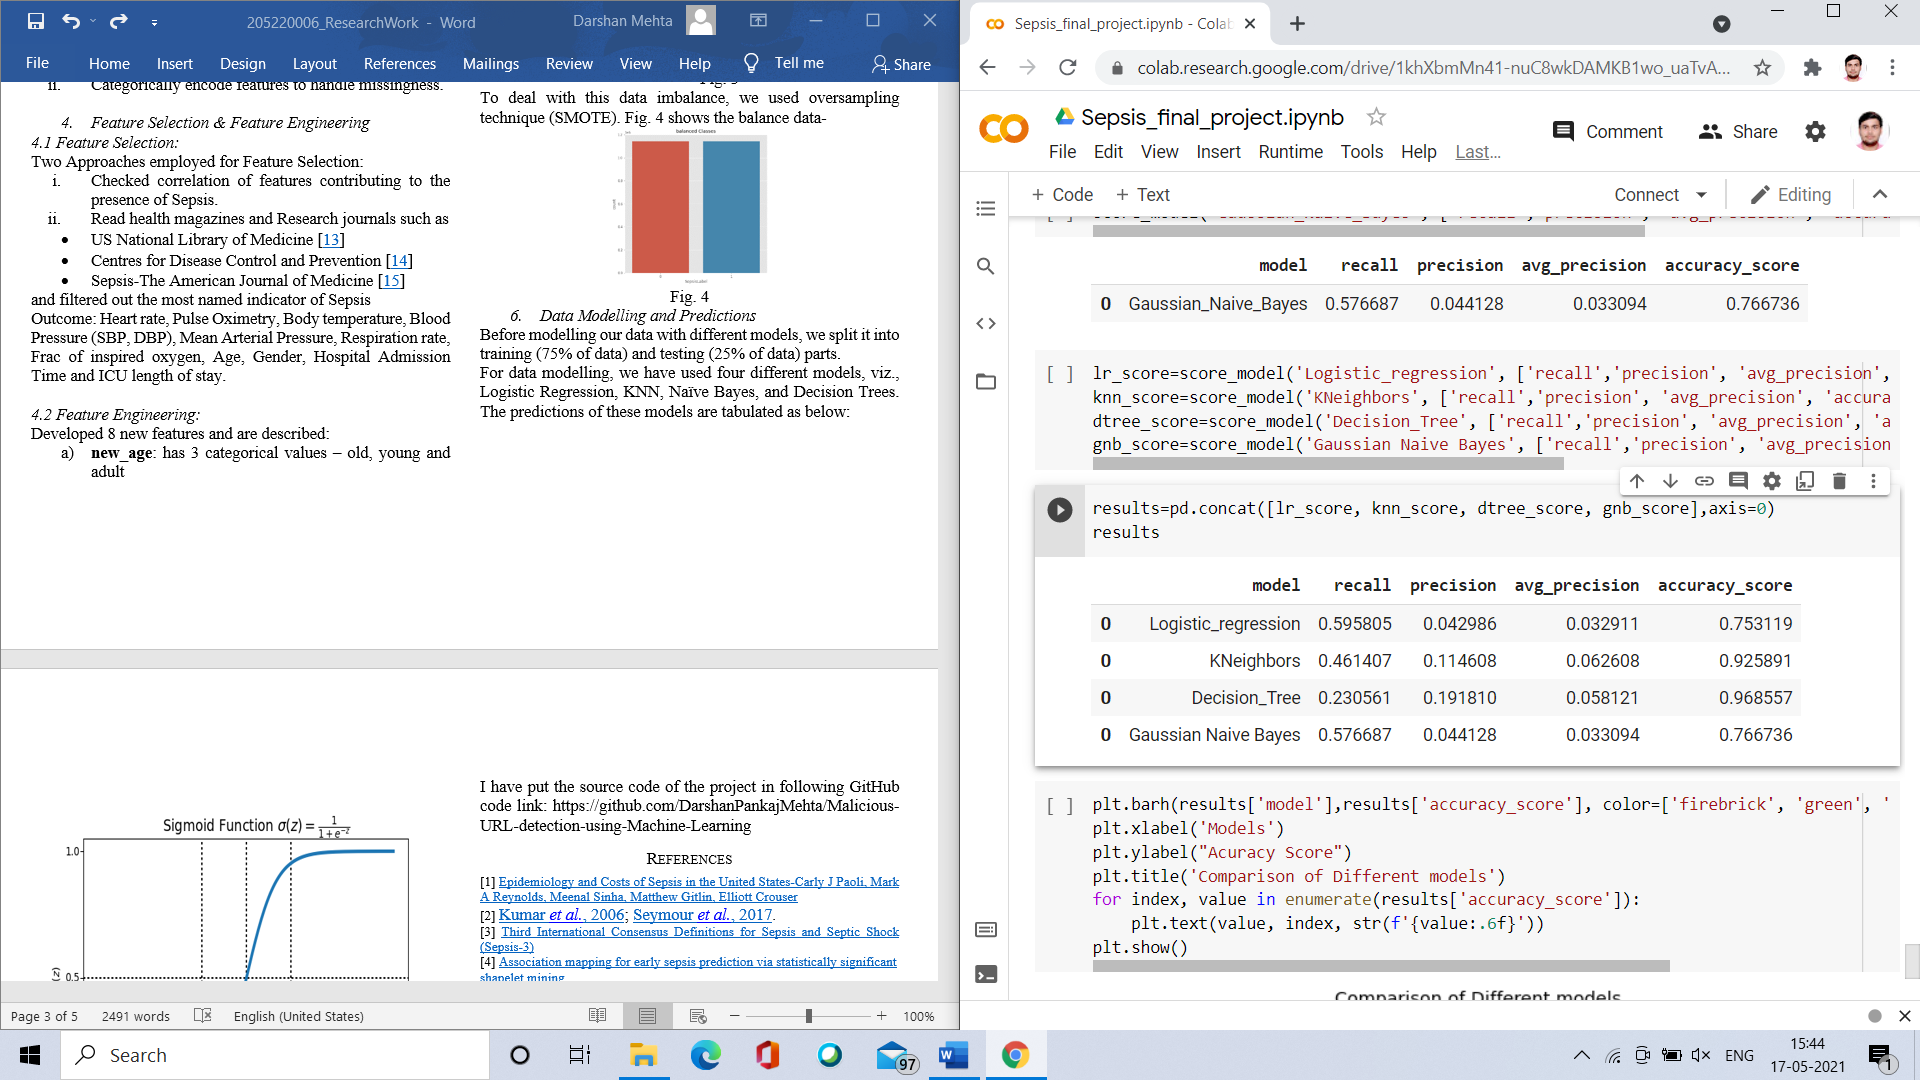 205220006_ResearchWork - Word
Darshan Mehta
File Home Insert Design Layout References Mailings Review View Help Tell me Share
ii. Categorically encode features to handle missingness.
4. Feature Selection & Feature Engineering
4.1 Feature Selection:
Two Approaches employed for Feature Selection:
i. Checked correlation of features contributing to the
presence of Sepsis.
ii. Read health magazines and Research journals such as
• US National Library of Medicine [13]
• Centres for Disease Control and Prevention [14]
• Sepsis-The American Journal of Medicine [15]
and filtered out the most named indicator of Sepsis
Outcome: Heart rate, Pulse Oximetry, Body temperature, Blood
Pressure (SBP, DBP), Mean Arterial Pressure, Respiration rate,
Frac of inspired oxygen, Age, Gender, Hospital Admission
Time and ICU length of stay.
4.2 Feature Engineering:
Developed 8 new features and are described:
a) new_age: has 3 categorical values – old, young and
adult
To deal with this data imbalance, we used oversampling
technique (SMOTE). Fig. 4 shows the balance data-
balanced Classes
Fig. 4
6. Data Modelling and Predictions
Before modelling our data with different models, we split it into
training (75% of data) and testing (25% of data) parts.
For data modelling, we have used four different models, viz.,
Logistic Regression, KNN, Naïve Bayes, and Decision Trees.
The predictions of these models are tabulated as below:
Sigmoid Function σ(z) = 1/(1+e^-z)
1.0
0.5
I have put the source code of the project in following GitHub
code link: https://github.com/DarshanPankajMehta/Malicious-
URL-detection-using-Machine-Learning
REFERENCES
[1] Epidemiology and Costs of Sepsis in the United States-Carly J Paoli, Mark
A Reynolds, Meenal Sinha, Matthew Gitlin, Elliott Crouser
[2] Kumar et al., 2006; Seymour et al., 2017.
[3] Third International Consensus Definitions for Sepsis and Septic Shock
(Sepsis-3)
[4] Association mapping for early sepsis prediction via statistically significant
shapelet mining
Page 3 of 5 2491 words English (United States) 100%
Sepsis_final_project.ipynb - Colab
colab.research.google.com/drive/1khXbmMn41-nuC8wkDAMKB1wo_uaTvA...
Sepsis_final_project.ipynb
Comment Share
File Edit View Insert Runtime Tools Help Last...
+ Code + Text Connect Editing
model recall precision avg_precision accuracy_score
0 Gaussian_Naive_Bayes 0.576687 0.044128 0.033094 0.766736
[ ] lr_score=score_model('Logistic_regression', ['recall','precision', 'avg_precision',
knn_score=score_model('KNeighbors', ['recall','precision', 'avg_precision', 'accura
dtree_score=score_model('Decision_Tree', ['recall','precision', 'avg_precision', 'a
gnb_score=score_model('Gaussian Naive Bayes', ['recall','precision', 'avg_precision
results=pd.concat([lr_score, knn_score, dtree_score, gnb_score],axis=0)
results
model recall precision avg_precision accuracy_score
0 Logistic_regression 0.595805 0.042986 0.032911 0.753119
0 KNeighbors 0.461407 0.114608 0.062608 0.925891
0 Decision_Tree 0.230561 0.191810 0.058121 0.968557
0 Gaussian Naive Bayes 0.576687 0.044128 0.033094 0.766736
[ ] plt.barh(results['model'],results['accuracy_score'], color=['firebrick', 'green', '
plt.xlabel('Models')
plt.ylabel("Acuracy Score")
plt.title('Comparison of Different models')
for index, value in enumerate(results['accuracy_score']):
plt.text(value, index, str(f'{value:.6f}'))
plt.show()
Comparison of Different models
Search
97
ENG
15:44
17-05-2021
1